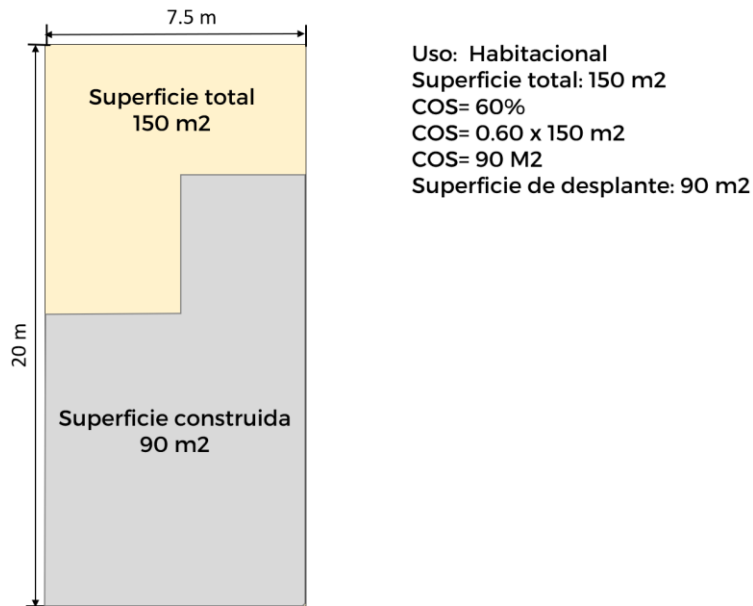 7.5 m
Superficie total
150 m2
20 m
Superficie construida
90 m2
Uso:  Habitacional
Superficie total: 150 m2
COS= 60%
COS= 0.60 x 150 m2
COS= 90 M2
Superficie de desplante: 90 m2